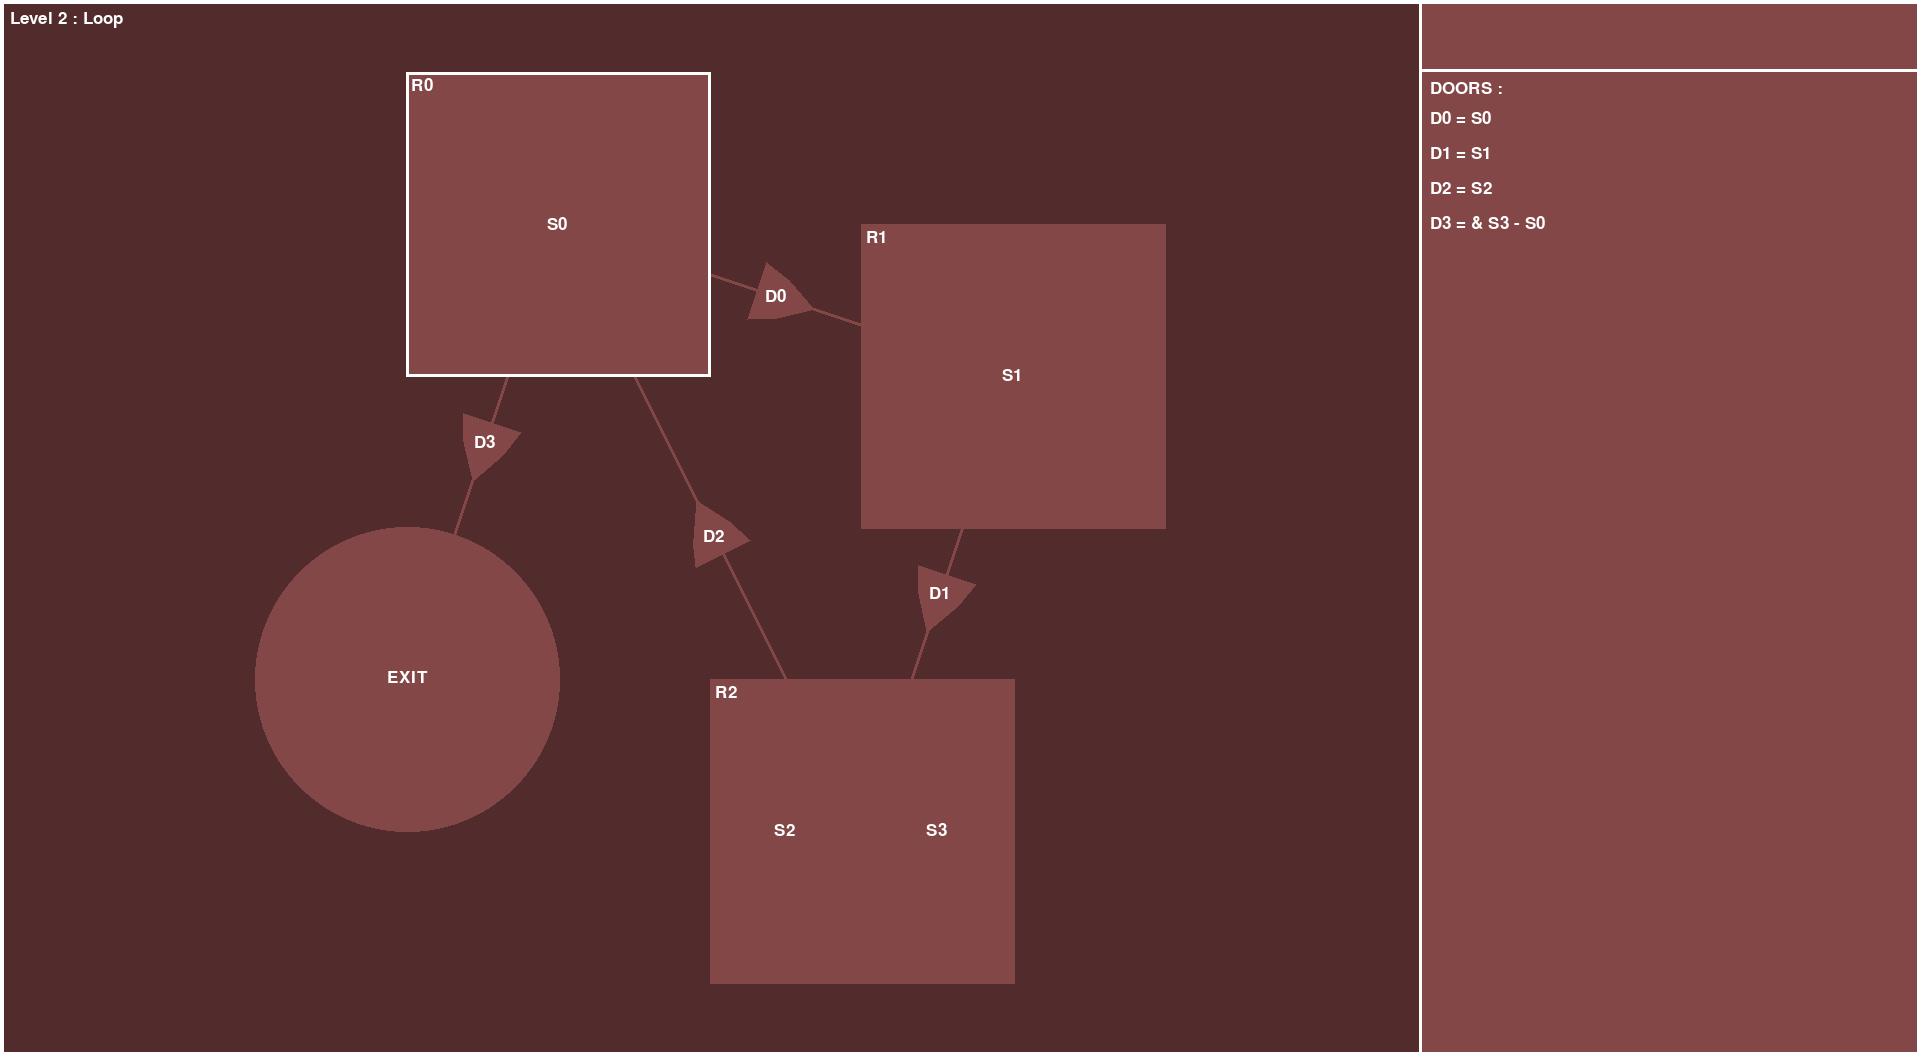 Level 2 : Loop
R0
S0
D0
R1
S1
D3
D2
D1
EXIT
R2
S2 S3
DOORS :
D0 = S0
D1 = S1
D2 = S2
D3 = & S3 - S0